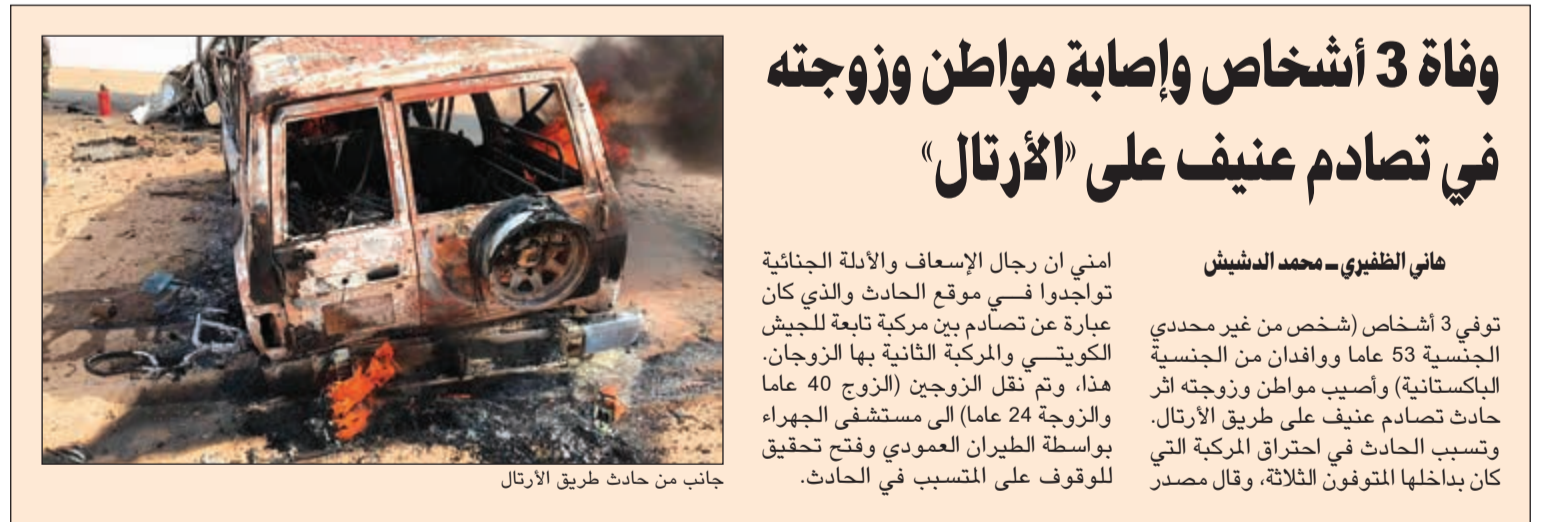 وفاة 3 أشخاص وإصابة مواطن وزوجته
في تصادم عنيف على «الأرتال»
هاني الظفيري ـ محمد الدشيش
توفي 3 أشخاص (شخص من غير محددي
الجنسية 53 عاما ووافدان من الجنسية
الباكستانية) وأصيب مواطن وزوجته اثر
حادث تصادم عنيف على طريق الأرتال.
وتسبب الحادث في احتراق المركبة التي
كان بداخلها المتوفون الثلاثة، وقال مصدر
امني ان رجال الإسعاف والأدلة الجنائية
تواجدوا في موقع الحادث والذي كان
عبارة عن تصادم بين مركبة تابعة للجيش
الكويتي والمركبة الثانية بها الزوجان.
هذا، وتم نقل الزوجين (الزوج 40 عاما
والزوجة 24 عاما) الى مستشفى الجهراء
بواسطة الطيران العمودي وفتح تحقيق
للوقوف على المتسبب في الحادث.
جانب من حادث طريق الأرتال